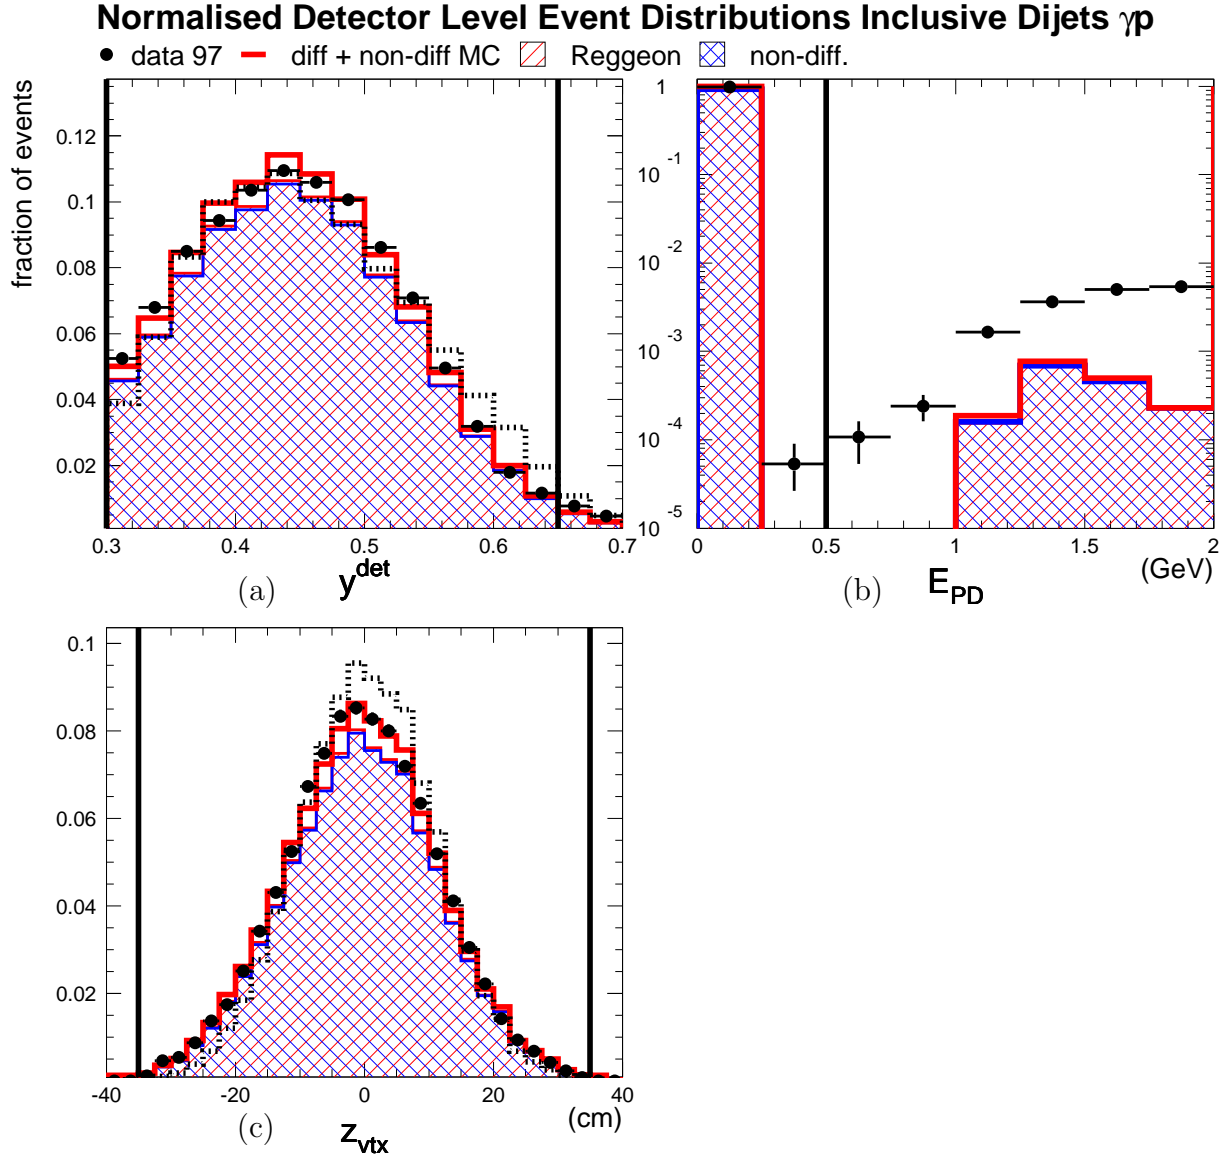 Normalised Detector Level Event Distributions Inclusive Dijets γp
data 97 diff + non-diff MC Reggeon non-diff.
fraction of events
0.12
0.1
0.08
0.06
0.04
0.02
0.3 0.4 0.5 0.6 0.7
(a) y^det
1
10^-1
10^-2
10^-3
10^-4
10^-5
0 0.5 1 1.5 2
(GeV)
(b) E_PD
0.1
0.08
0.06
0.04
0.02
-40 -20 0 20 40
(cm)
(c) z_vtx